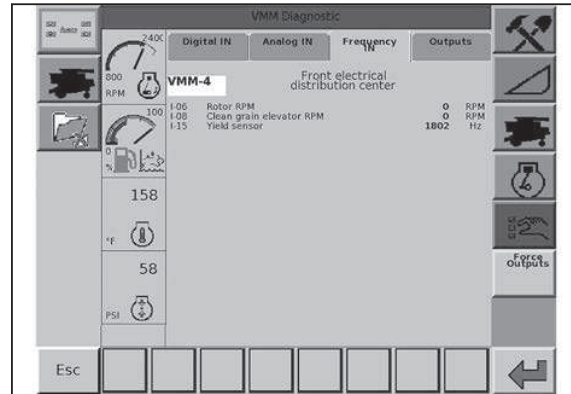 VMM Diagnostic
2400
800
RPM
100
0
%
158
°F
58
PSI
Digital IN
Analog IN
Frequency IN
Outputs
VMM-4
Front electrical
distribution center
I-06 Rotor RPM 0 RPM
I-08 Clean grain elevator RPM 0 RPM
I-15 Yield sensor 1802 Hz
Force
Outputs
Esc